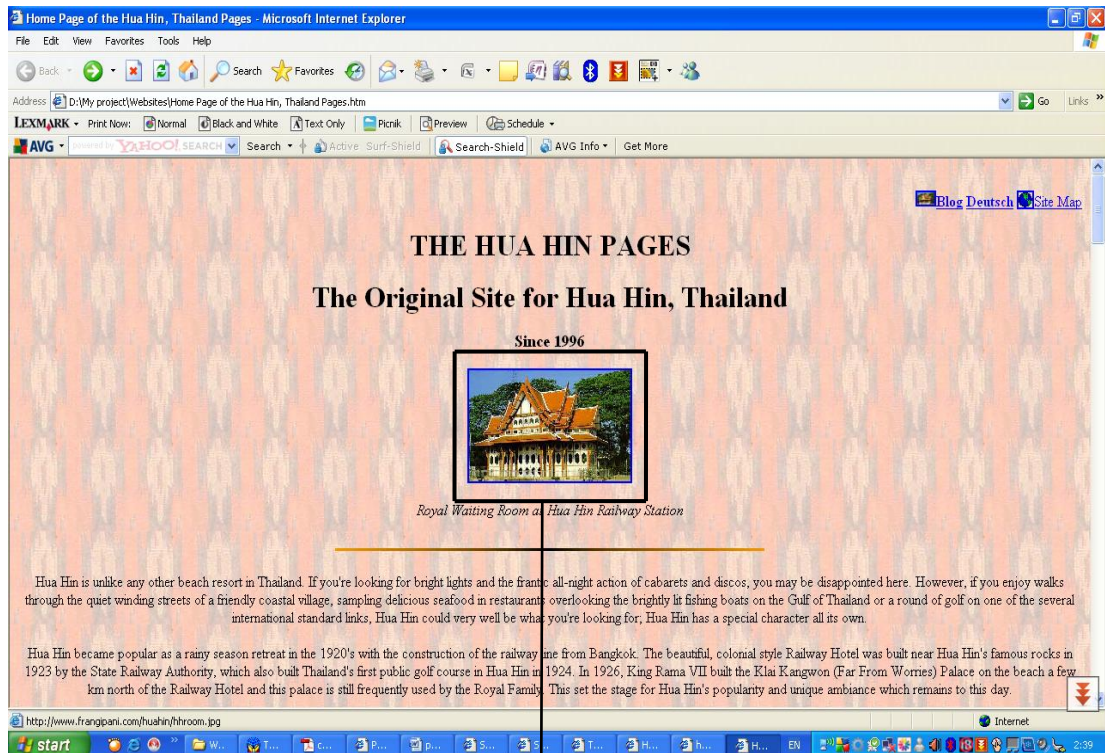 Home Page of the Hua Hin, Thailand Pages - Microsoft Internet Explorer
File Edit View Favorites Tools Help
Back Search Favorites
Address D:\My project\Websites\Home Page of the Hua Hin, Thailand Pages.htm Go Links »
LEXMARK Print Now: Normal Black and White Text Only Picnik Preview Schedule
AVG powered by YAHOO! SEARCH Search Active Surf-Shield Search-Shield AVG Info Get More
Blog Deutsch Site Map
THE HUA HIN PAGES
The Original Site for Hua Hin, Thailand
Since 1996
Royal Waiting Room at Hua Hin Railway Station
Hua Hin is unlike any other beach resort in Thailand. If you're looking for bright lights and the frantic all-night action of cabarets and discos, you may be disappointed here. However, if you enjoy walks
through the quiet winding streets of a friendly coastal village, sampling delicious seafood in restaurants overlooking the brightly lit fishing boats on the Gulf of Thailand or a round of golf on one of the several
international standard links, Hua Hin could very well be what you're looking for; Hua Hin has a special character all its own.
Hua Hin became popular as a rainy season retreat in the 1920's with the construction of the railway line from Bangkok. The beautiful, colonial style Railway Hotel was built near Hua Hin's famous rocks in
1923 by the State Railway Authority, which also built Thailand's first public golf course in Hua Hin in 1924. In 1926, King Rama VII built the Klai Kangwon (Far From Worries) Palace on the beach a few
km north of the Railway Hotel and this palace is still frequently used by the Royal Family. This set the stage for Hua Hin's popularity and unique ambiance which remains to this day.
http://www.frangipani.com/huahin/hhroom.jpg Internet
start » W... T... c... P... p... S... S... T... H... h... H... EN 2:39